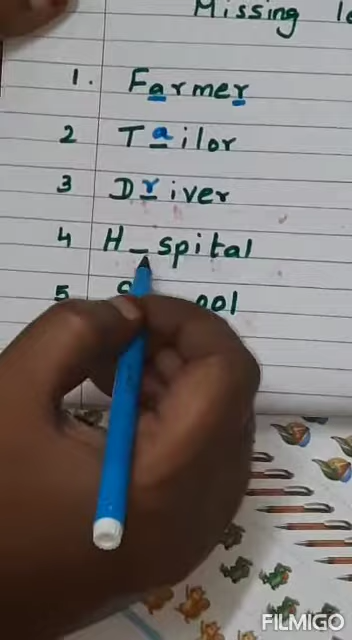 Missing
1. Farmer
2 Tailor
3 Driver
4 H_spital
5
FILMIGO